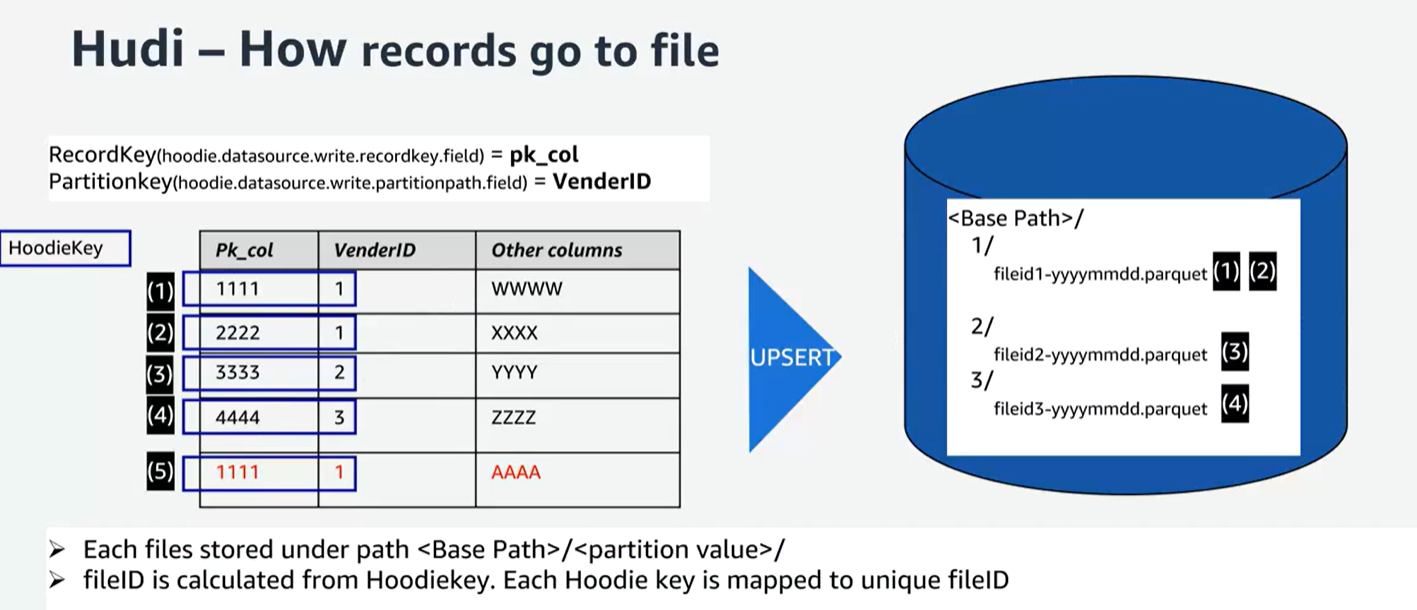 Hudi – How records go to file
RecordKey(hoodie.datasource.write.recordkey.field) = pk_col
Partitionkey(hoodie.datasource.write.partitionpath.field) = VenderID
HoodieKey
Pk_col VenderID Other columns
(1) 1111 1 WWWW
(2) 2222 1 XXXX
(3) 3333 2 YYYY
(4) 4444 3 ZZZZ
(5) 1111 1 AAAA
UPSERT
<Base Path>/
1/
fileid1-yyyymmdd.parquet (1) (2)
2/
fileid2-yyyymmdd.parquet (3)
3/
fileid3-yyyymmdd.parquet (4)
➢ Each files stored under path <Base Path>/<partition value>/
➢ fileID is calculated from Hoodiekey. Each Hoodie key is mapped to unique fileID